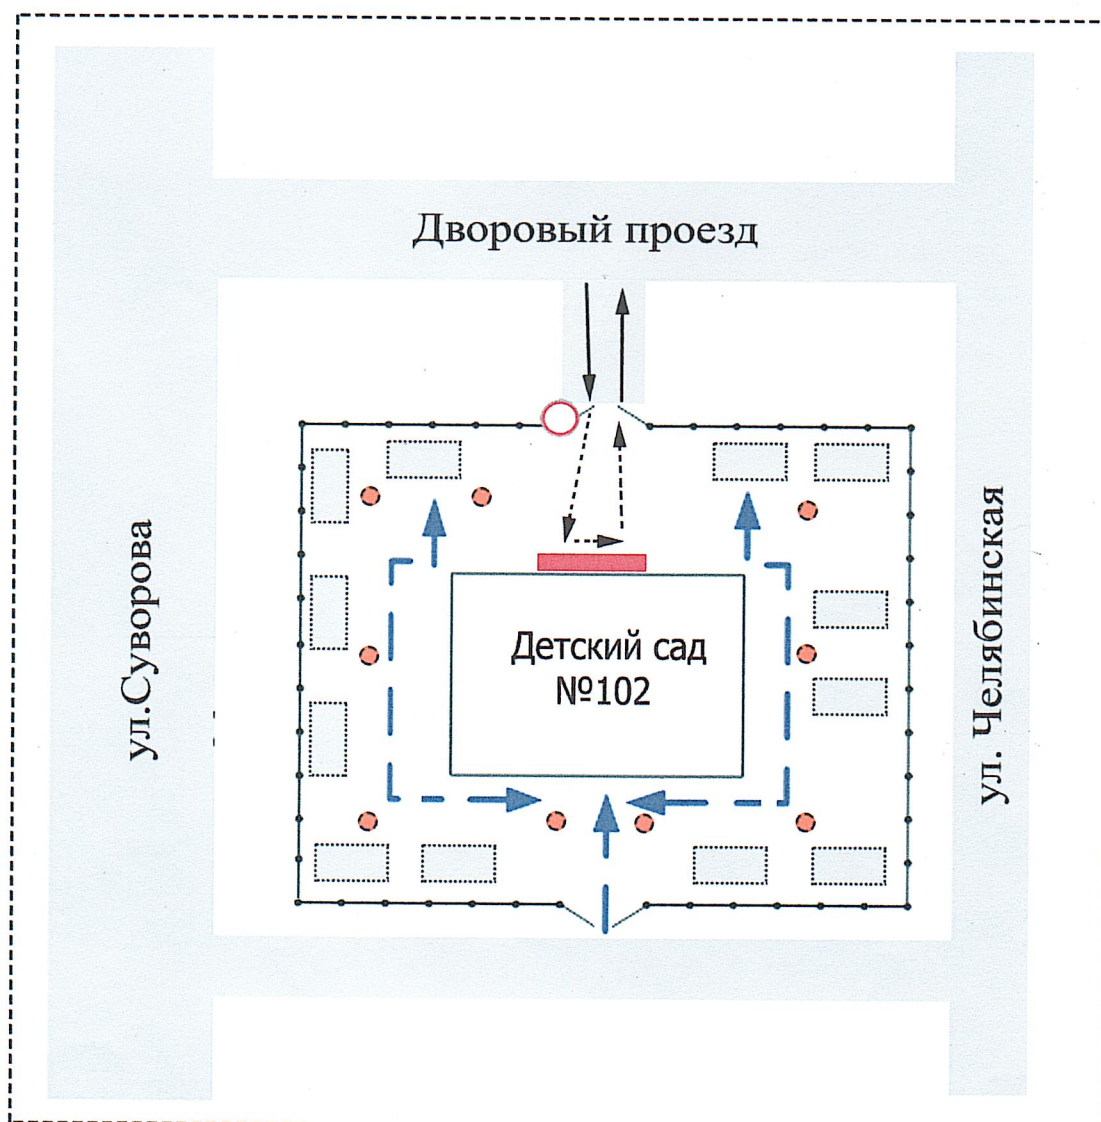 Дворовый проезд
ул.Суворова
Детский сад
№102
ул. Челябинская